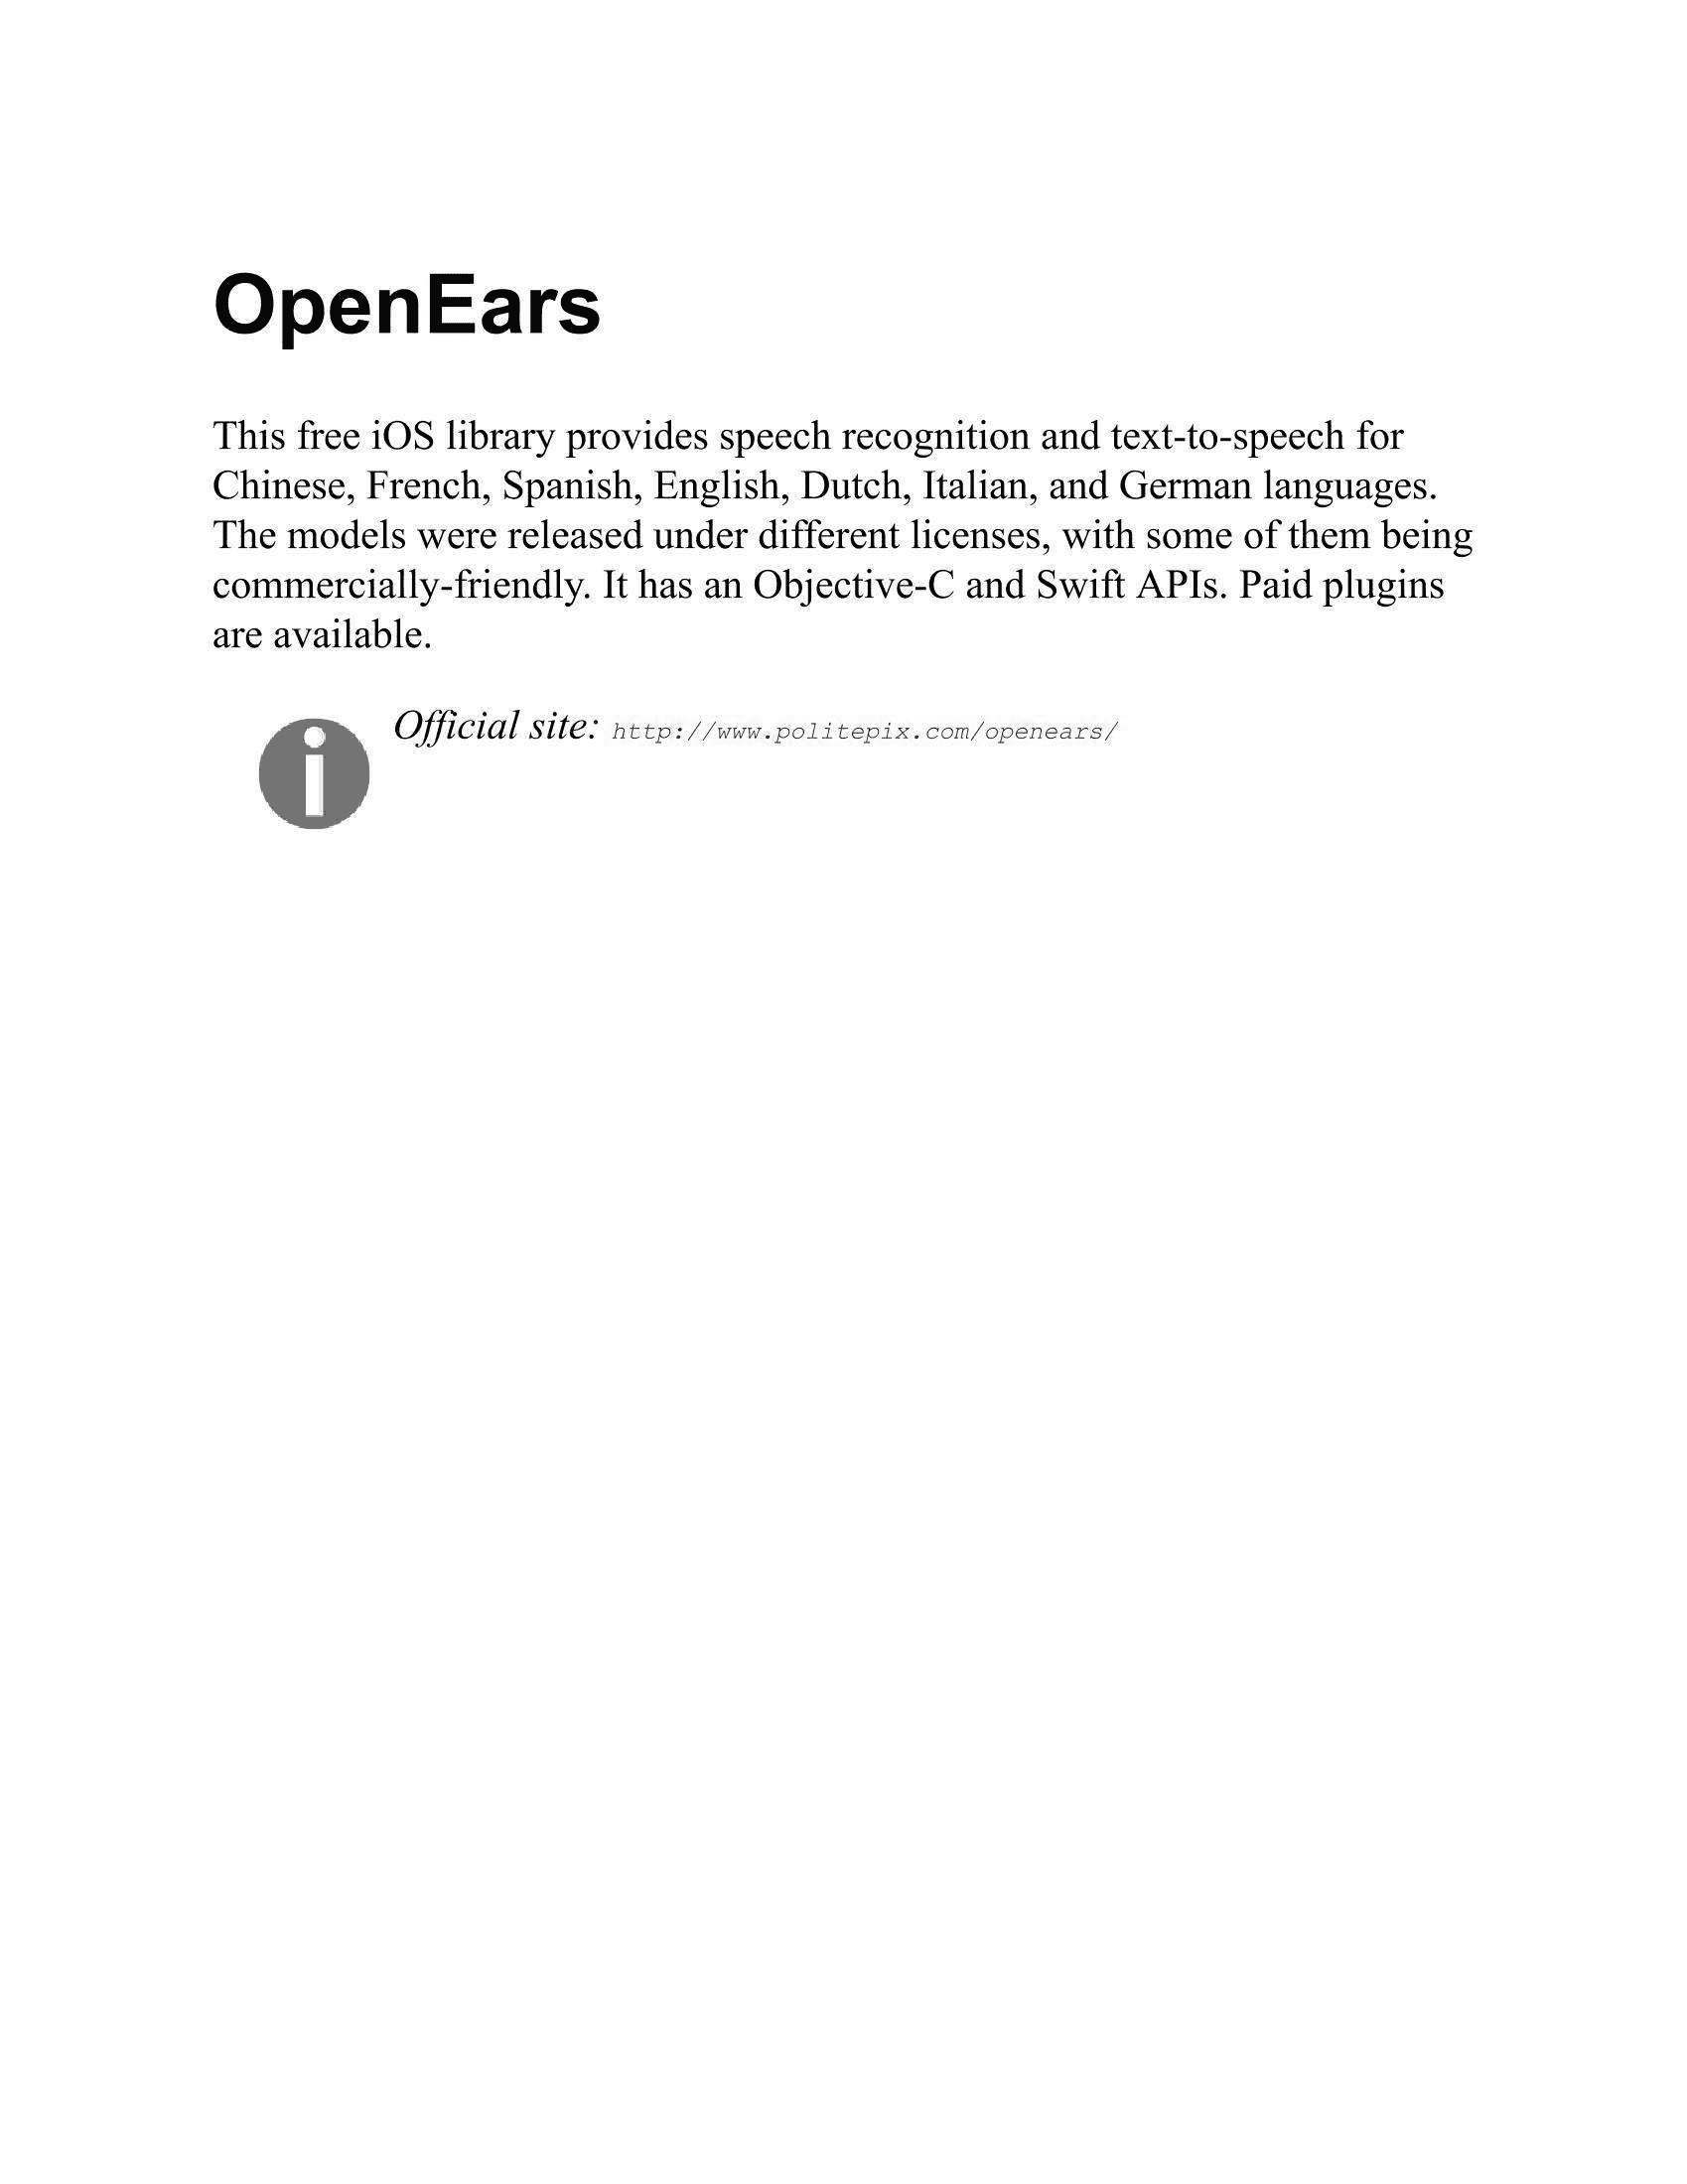 OpenEars
This free iOS library provides speech recognition and text-to-speech for
Chinese, French, Spanish, English, Dutch, Italian, and German languages.
The models were released under different licenses, with some of them being
commercially-friendly. It has an Objective-C and Swift APIs. Paid plugins
are available.
Official site: http://www.politepix.com/openears/